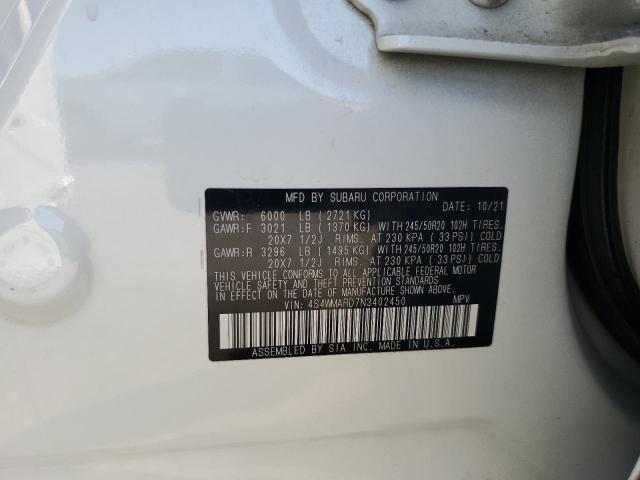 MFD BY SUBARU CORPORATION
DATE: 10/21
GVWR: 6000 LB (2721 KG)
GAWR:F 3021 LB (1370 KG) WITH 245/50R20 102H TIRES.
20X7 1/2J RIMS. AT 230 KPA (33 PSI) COLD
GAWR:R 3296 LB (1495 KG) WITH 245/50R20 102H TIRES.
20X7 1/2J RIMS. AT 230 KPA (33 PSI) COLD
THIS VEHICLE CONFORMS TO ALL APPLICABLE FEDERAL MOTOR
VEHICLE SAFETY AND THEFT PREVENTION STANDARDS IN
EFFECT ON THE DATE OF MANUFACTURE SHOWN ABOVE.
VIN: 4S4WMARD7N3402450 MPV
ASSEMBLED BY SIA INC. MADE IN U.S.A.